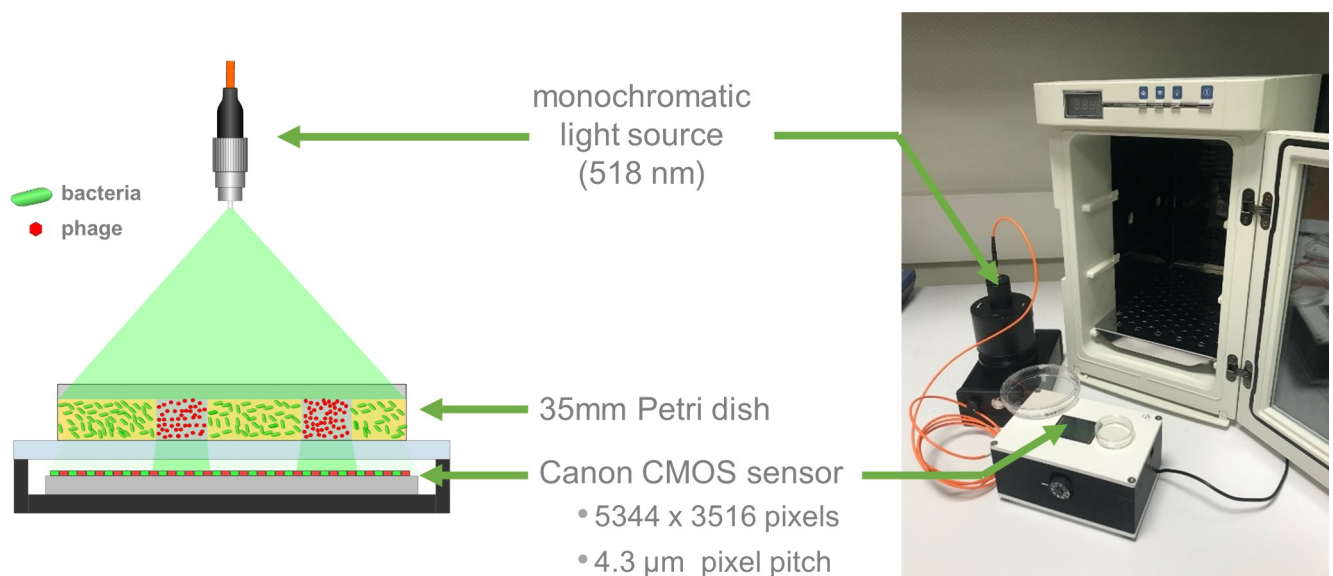 monochromatic
light source
(518 nm)
bacteria
phage
35mm Petri dish
Canon CMOS sensor
• 5344 x 3516 pixels
• 4.3 µm pixel pitch